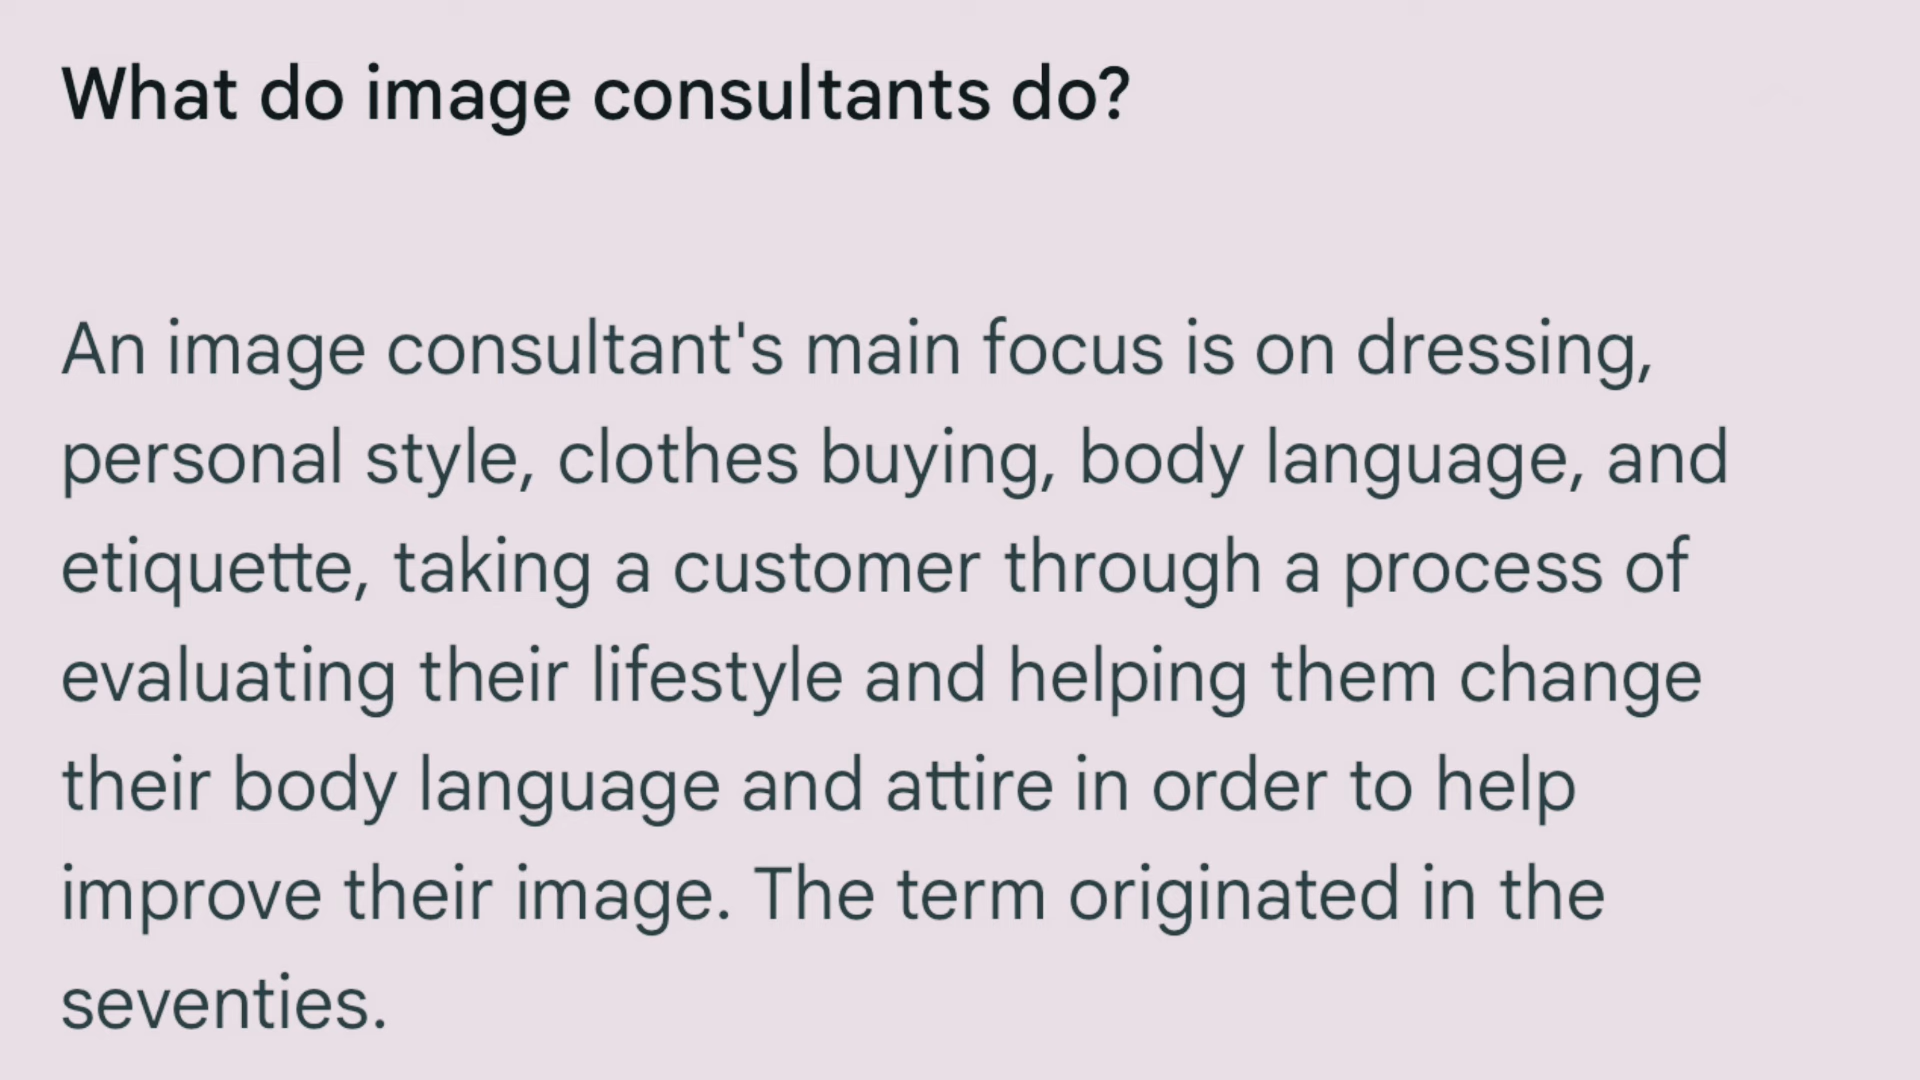 What do image consultants do?
An image consultant's main focus is on dressing,
personal style, clothes buying, body language, and
etiquette, taking a customer through a process of
evaluating their lifestyle and helping them change
their body language and attire in order to help
improve their image. The term originated in the
seventies.